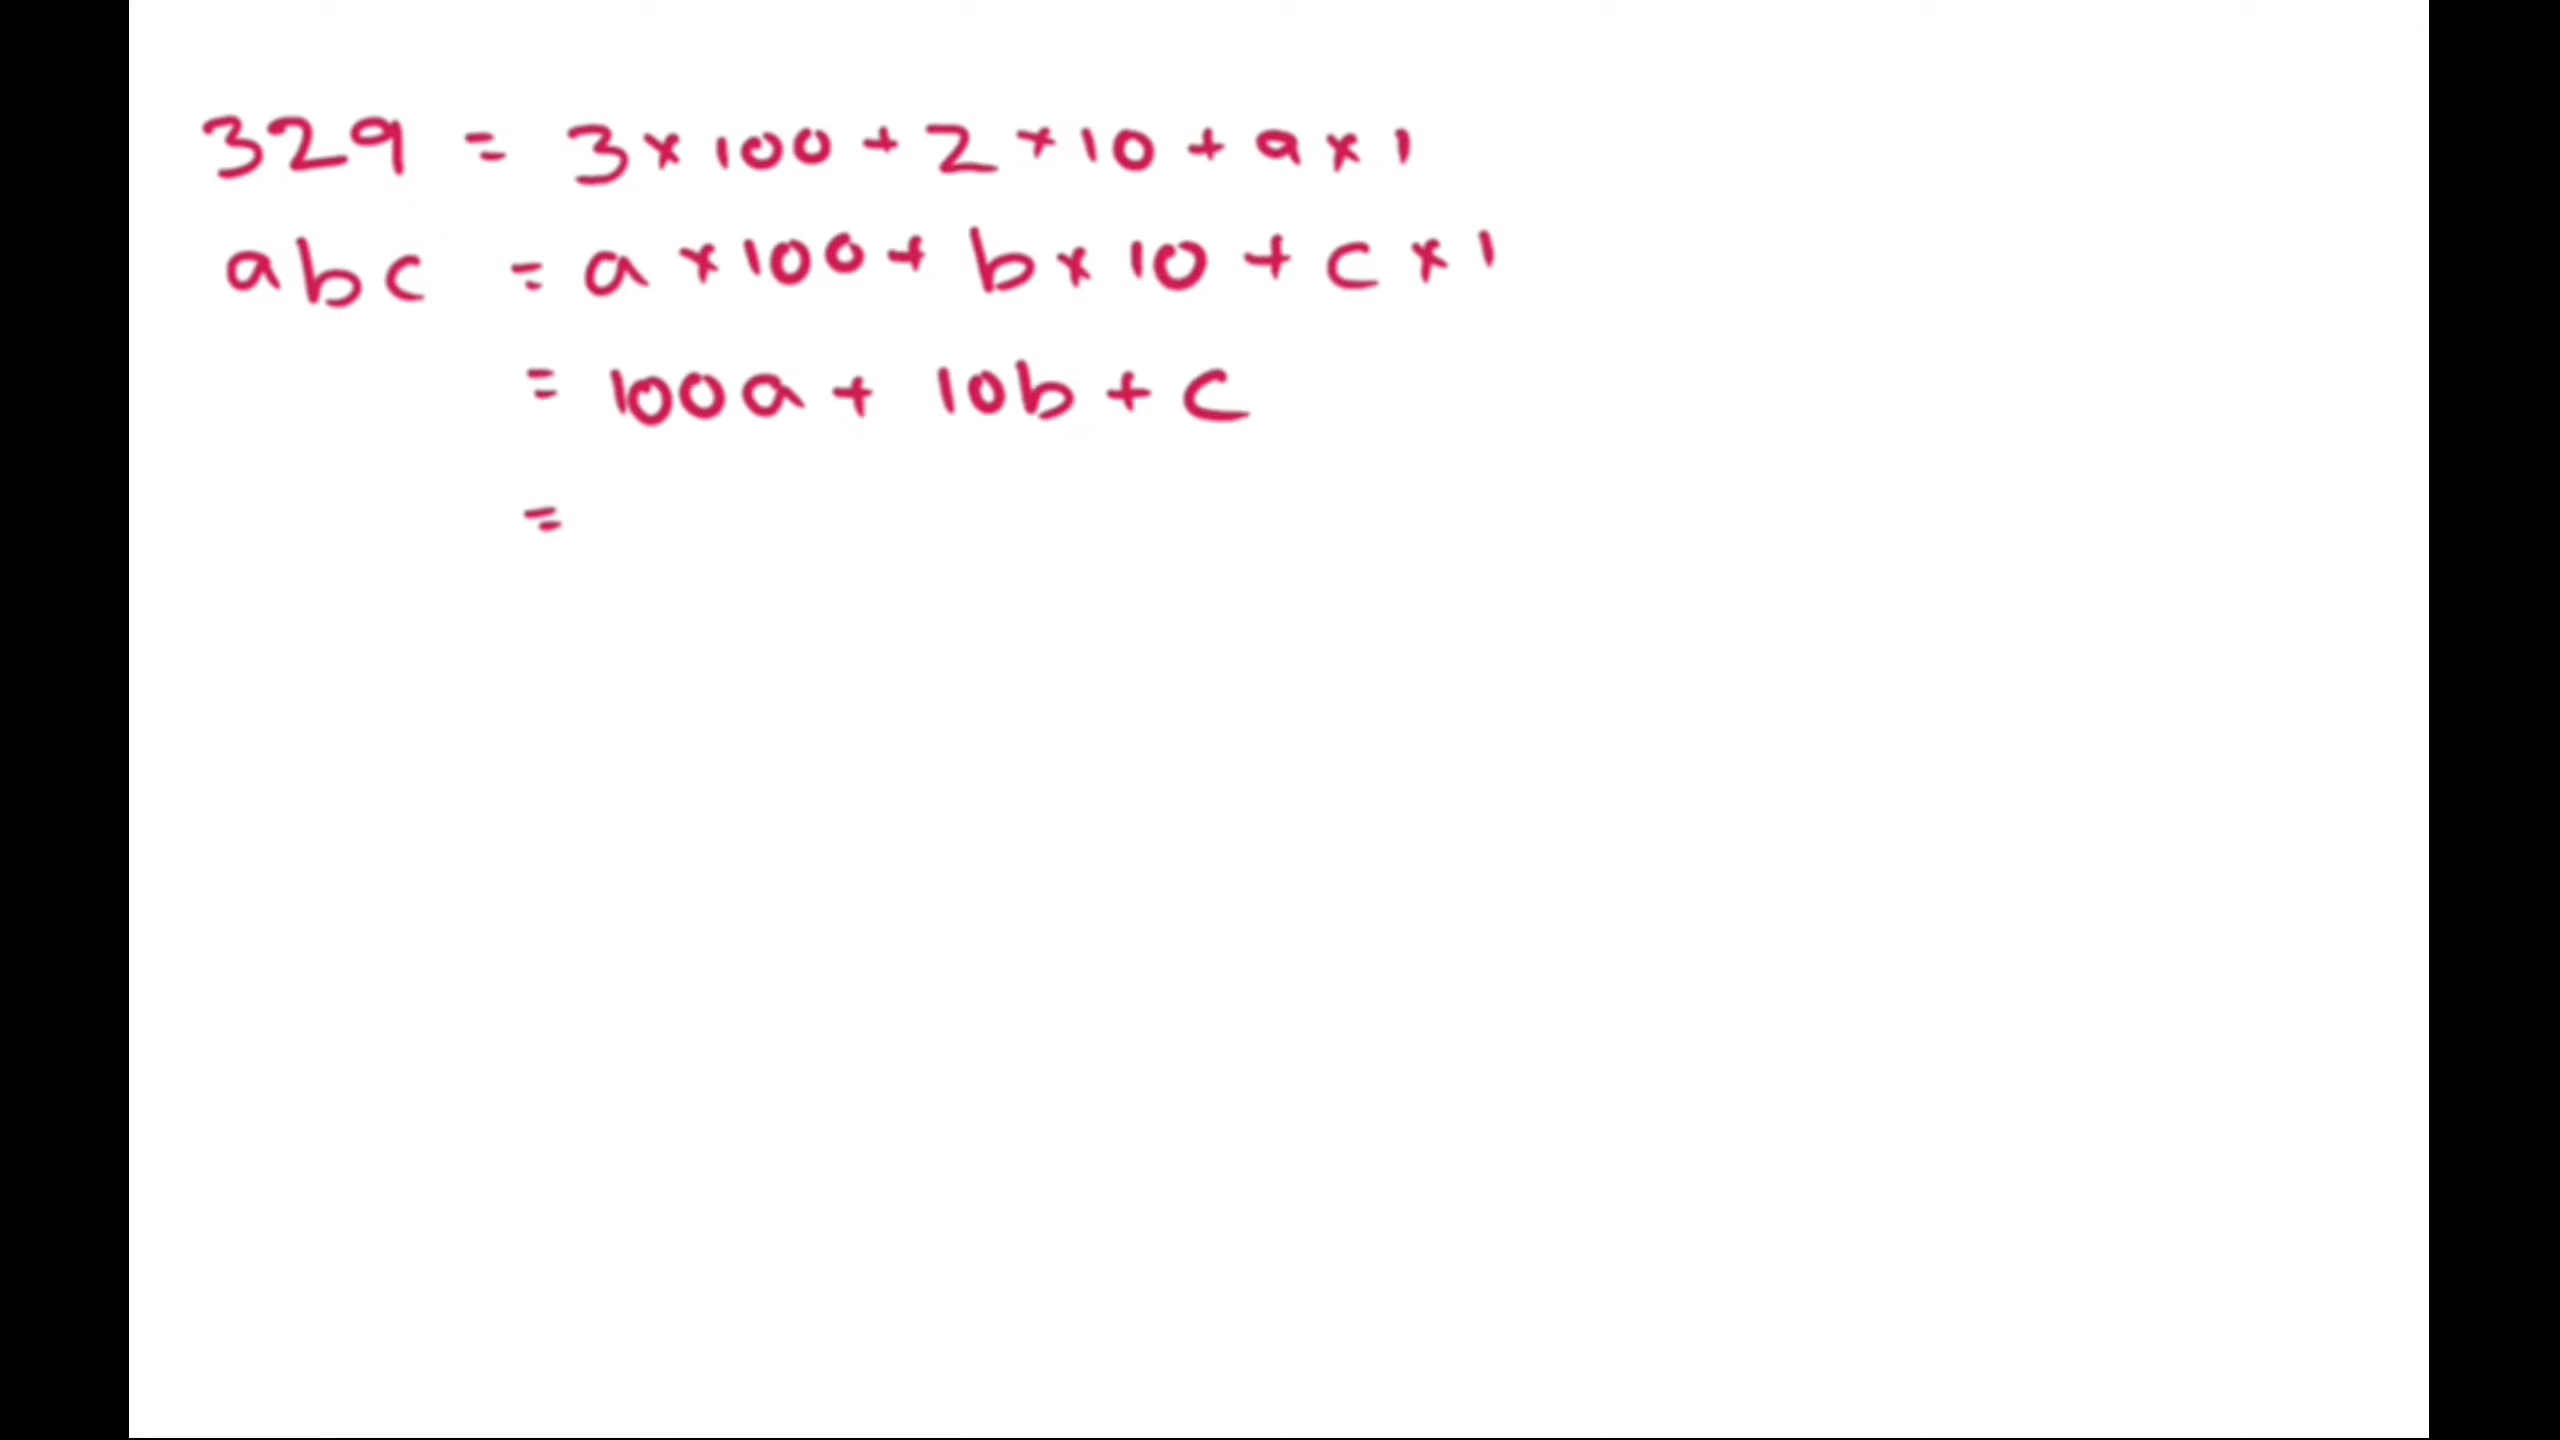 329 = 3 × 100 + 2 × 10 + 9 × 1
abc = a × 100 + b × 10 + c × 1
= 100a + 10b + c
=